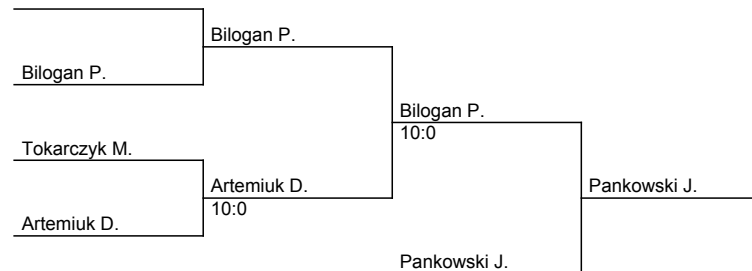 Bilogan P.
Bilogan P.
Bilogan P.
10:0
Tokarczyk M.
Artemiuk D.
10:0
Pankowski J.
Artemiuk D.
Pankowski J.